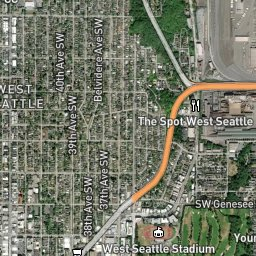 WEST
SEATTLE
40th Ave SW
Belvidere Ave SW
39th Ave SW
The Spot West Seattle
38th Ave SW
37th Ave SW
SW Genesee
West Seattle Stadium